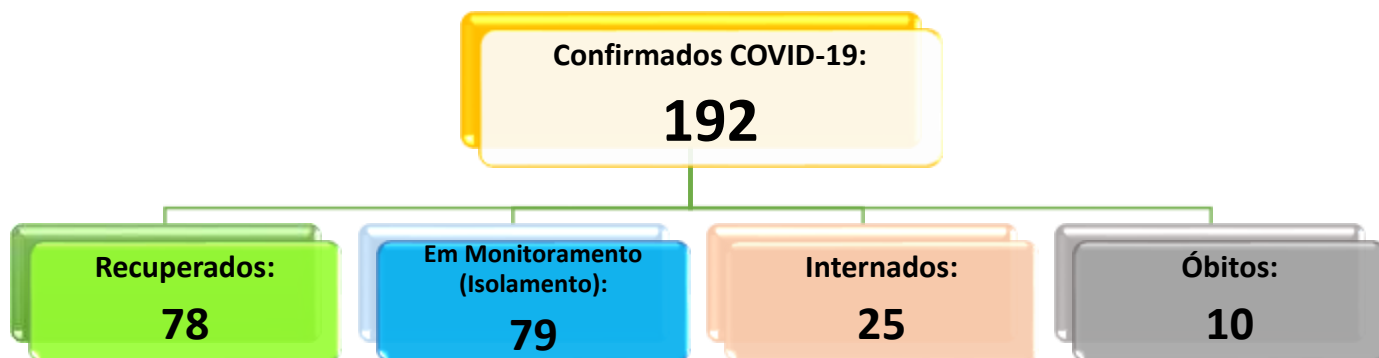 Confirmados COVID-19:
192
Recuperados:
78
Em Monitoramento
(Isolamento):
79
Internados:
25
Óbitos:
10